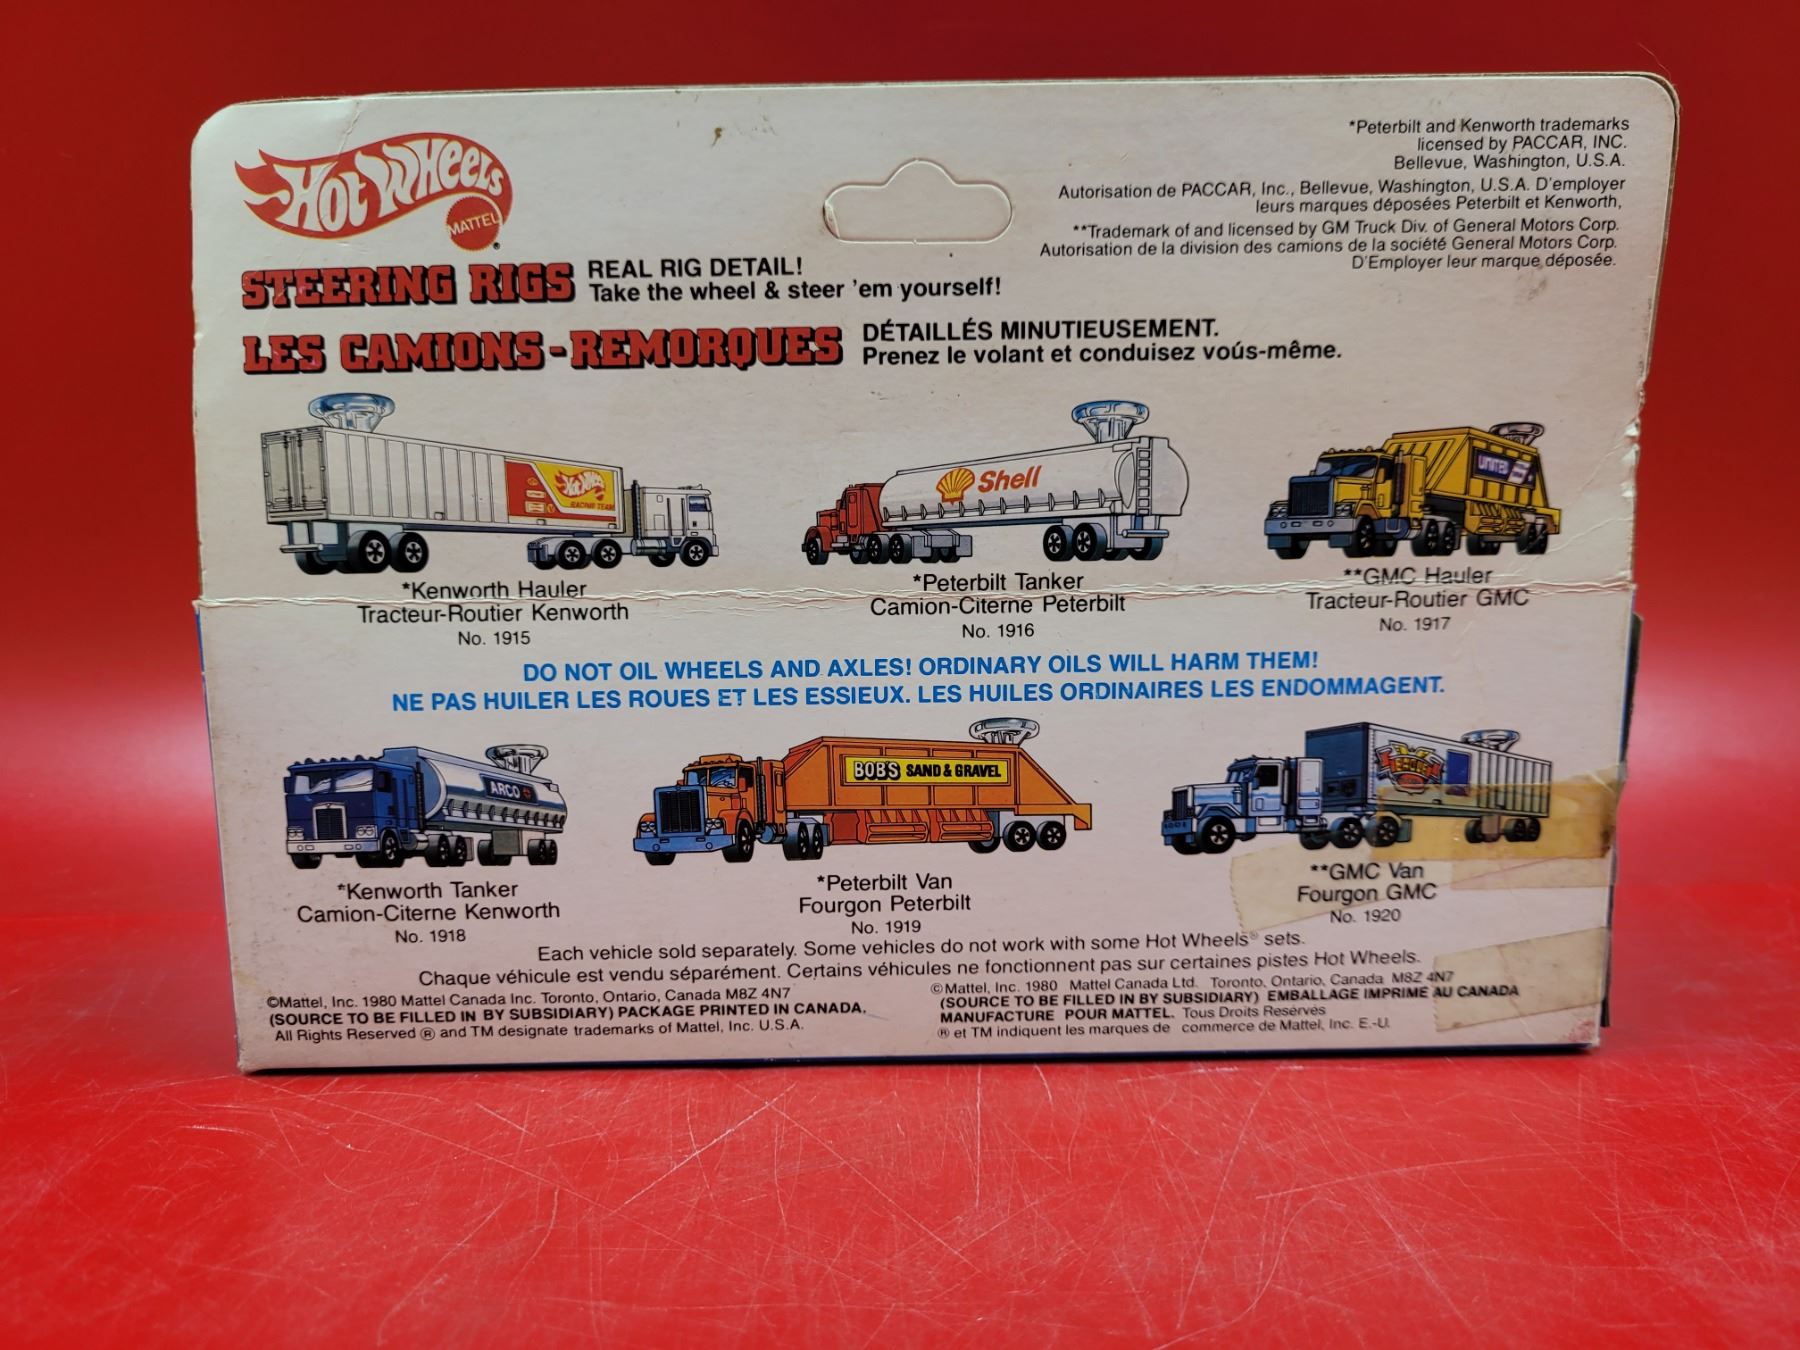 HOT WHEELS
MATTEL
®
*Peterbilt and Kenworth trademarks
licensed by PACCAR, INC.
Bellevue, Washington, U.S.A.
Autorisation de PACCAR, Inc., Bellevue, Washington, U.S.A. D'employer
leurs marques déposées Peterbilt et Kenworth,
**Trademark of and licensed by GM Truck Div. of General Motors Corp.
Autorisation de la division des camions de la société General Motors Corp.
D'Employer leur marque déposée.
STEERING RIGS
REAL RIG DETAIL!
Take the wheel & steer 'em yourself!
LES CAMIONS-REMORQUES
DÉTAILLÉS MINUTIEUSEMENT.
Prenez le volant et conduisez voús-même.
Hot Wheels
RACING TEAM
Shell
UNITED
*Kenworth Hauler
Tracteur-Routier Kenworth
No. 1915
*Peterbilt Tanker
Camion-Citerne Peterbilt
No. 1916
**GMC Hauler
Tracteur-Routier GMC
No. 1917
DO NOT OIL WHEELS AND AXLES! ORDINARY OILS WILL HARM THEM!
NE PAS HUILER LES ROUES ET LES ESSIEUX. LES HUILES ORDINAIRES LES ENDOMMAGENT.
ARCO
BOB'S SAND & GRAVEL
*Kenworth Tanker
Camion-Citerne Kenworth
No. 1918
*Peterbilt Van
Fourgon Peterbilt
No. 1919
**GMC Van
Fourgon GMC
No. 1920
Each vehicle sold separately. Some vehicles do not work with some Hot Wheels® sets.
Chaque véhicule est vendu séparément. Certains véhicules ne fonctionnent pas sur certaines pistes Hot Wheels.
©Mattel, Inc. 1980 Mattel Canada Inc. Toronto, Ontario, Canada M8Z 4N7
(SOURCE TO BE FILLED IN BY SUBSIDIARY) PACKAGE PRINTED IN CANADA.
All Rights Reserved ® and TM designate trademarks of Mattel, Inc. U.S.A.
©Mattel, Inc. 1980 Mattel Canada Ltd. Toronto, Ontario, Canada M8Z 4N7
(SOURCE TO BE FILLED IN BY SUBSIDIARY) EMBALLAGE IMPRIME AU CANADA
MANUFACTURE POUR MATTEL. Tous Droits Reservés
® et TM indiquent les marques de commerce de Mattel, Inc. E.-U.